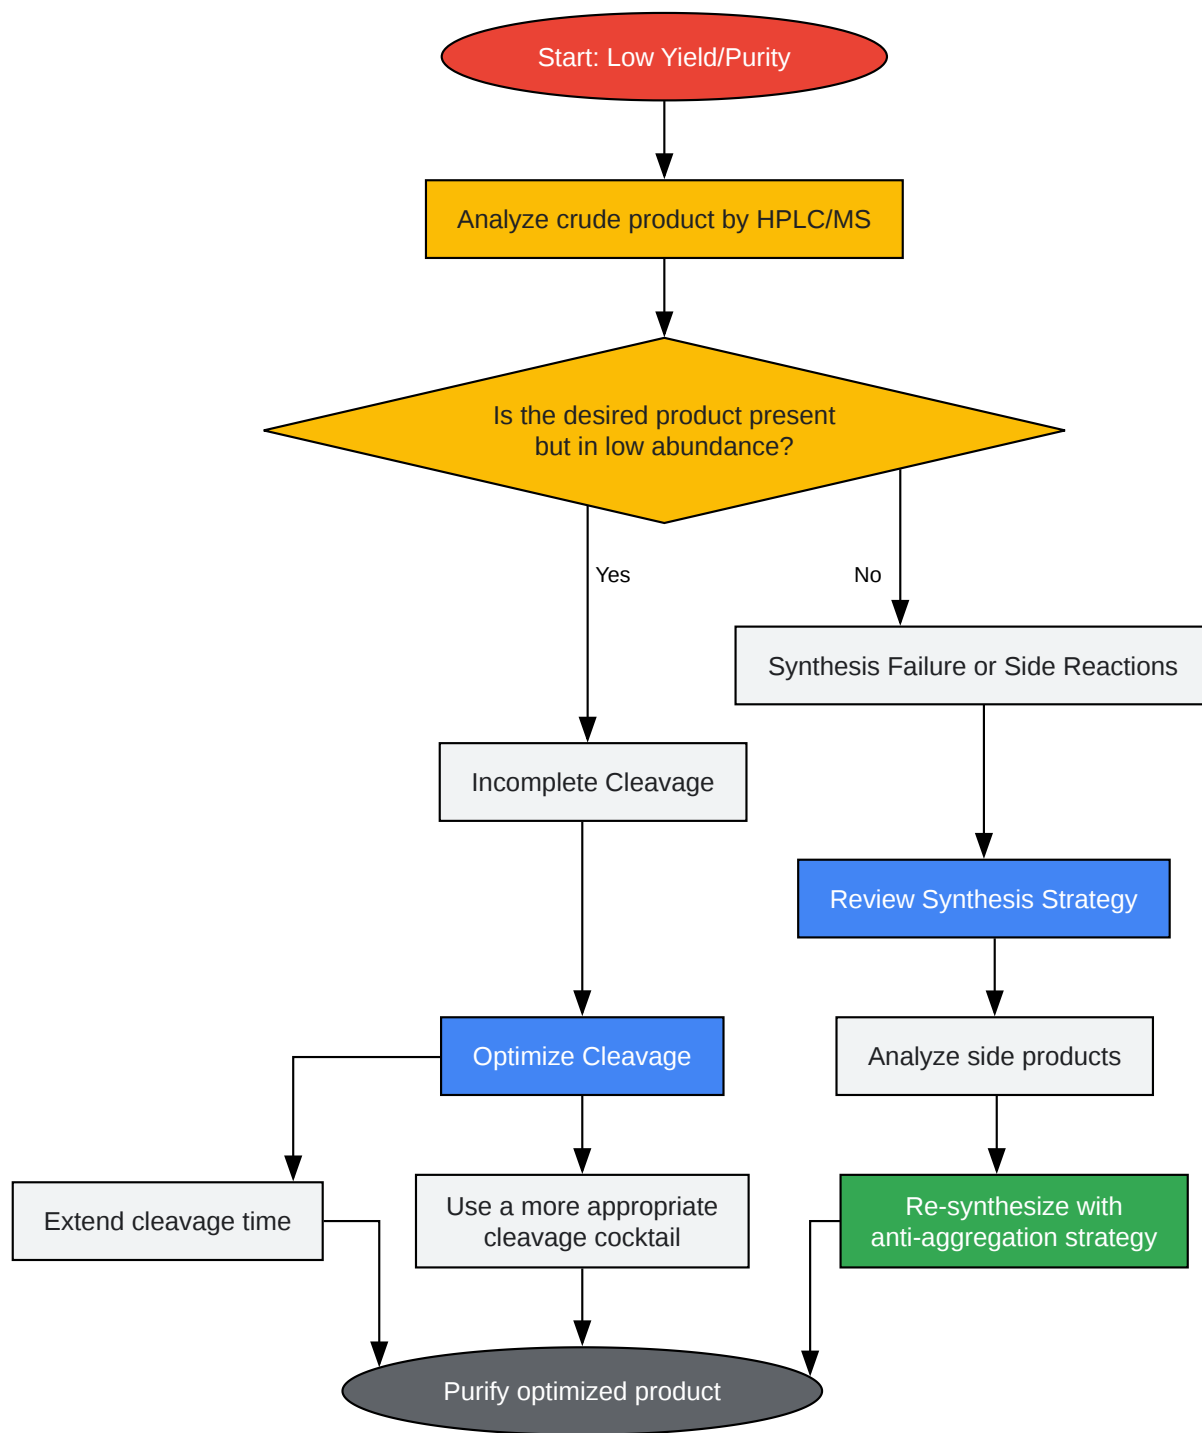 Start: Low Yield/Purity
Analyze crude product by HPLC/MS
Is the desired product present
but in low abundance?
Yes
No
Synthesis Failure or Side Reactions
Incomplete Cleavage
Review Synthesis Strategy
Optimize Cleavage
Analyze side products
Extend cleavage time
Use a more appropriate
cleavage cocktail
Re-synthesize with
anti-aggregation strategy
Purify optimized product